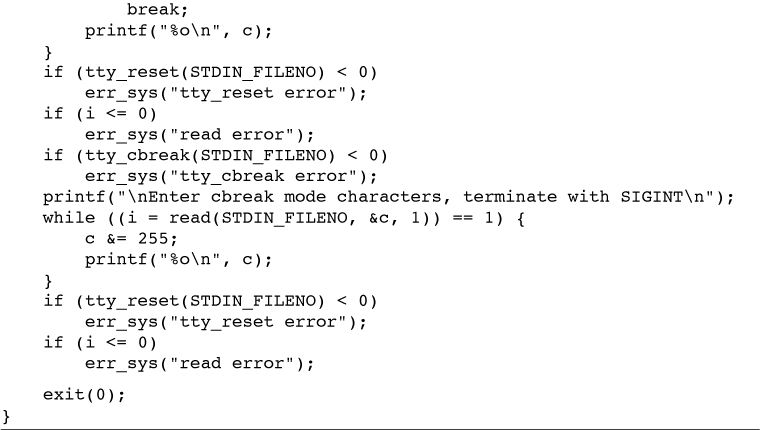 break;
        printf("%o\n", c);
    }
    if (tty_reset(STDIN_FILENO) < 0)
        err_sys("tty_reset error");
    if (i <= 0)
        err_sys("read error");
    if (tty_cbreak(STDIN_FILENO) < 0)
        err_sys("tty_cbreak error");
    printf("\nEnter cbreak mode characters, terminate with SIGINT\n");
    while ((i = read(STDIN_FILENO, &c, 1)) == 1) {
        c &= 255;
        printf("%o\n", c);
    }
    if (tty_reset(STDIN_FILENO) < 0)
        err_sys("tty_reset error");
    if (i <= 0)
        err_sys("read error");
    exit(0);
}